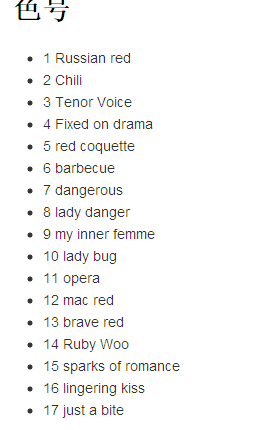 色号
1 Russian red
2 Chili
3 Tenor Voice
4 Fixed on drama
5 red coquette
6 barbecue
7 dangerous
8 lady danger
9 my inner femme
10 lady bug
11 opera
12 mac red
13 brave red
14 Ruby Woo
15 sparks of romance
16 lingering kiss
17 just a bite